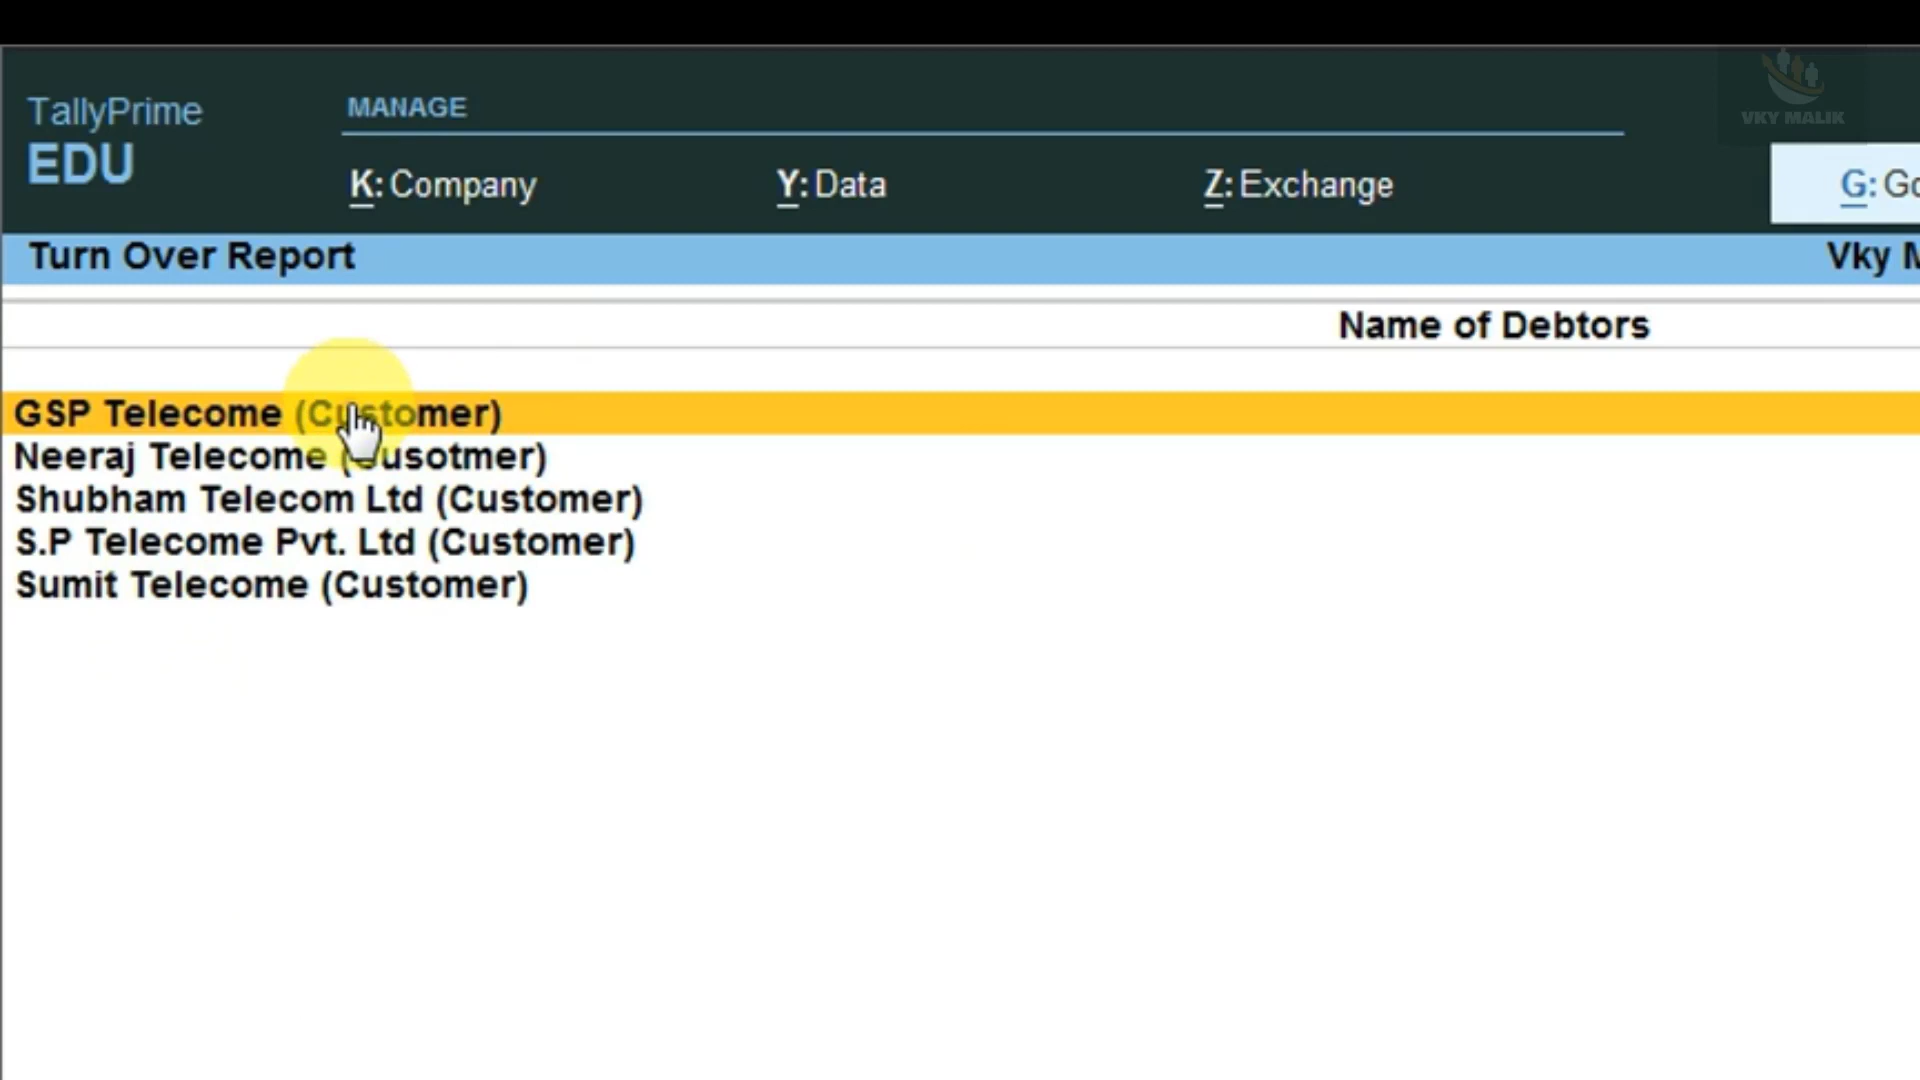 TallyPrime
EDU
MANAGE
K: Company
Y: Data
Z: Exchange
G: Go
VKY MALIK
Turn Over Report
Vky M
Name of Debtors
GSP Telecome (Customer)
Neeraj Telecome (Cusotmer)
Shubham Telecom Ltd (Customer)
S.P Telecome Pvt. Ltd (Customer)
Sumit Telecome (Customer)